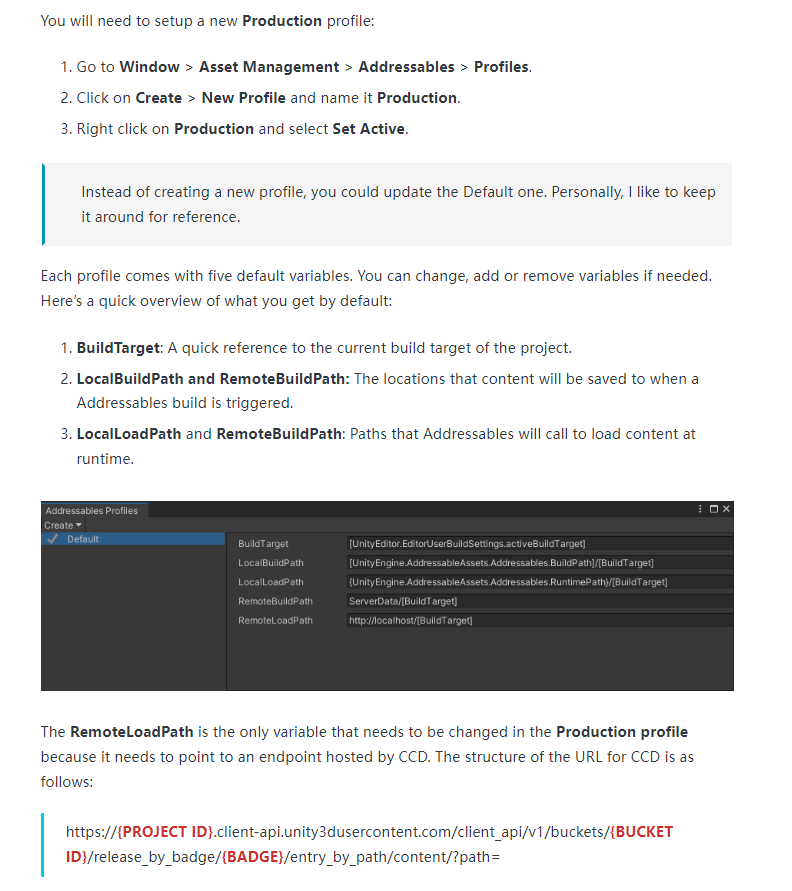 You will need to setup a new Production profile:
1. Go to Window > Asset Management > Addressables > Profiles.
2. Click on Create > New Profile and name it Production.
3. Right click on Production and select Set Active.
Instead of creating a new profile, you could update the Default one. Personally, I like to keep
it around for reference.
Each profile comes with five default variables. You can change, add or remove variables if needed.
Here’s a quick overview of what you get by default:
1. BuildTarget: A quick reference to the current build target of the project.
2. LocalBuildPath and RemoteBuildPath: The locations that content will be saved to when a
Addressables build is triggered.
3. LocalLoadPath and RemoteBuildPath: Paths that Addressables will call to load content at
runtime.
Addressables Profiles
Create
Default
BuildTarget [UnityEditor.EditorUserBuildSettings.activeBuildTarget]
LocalBuildPath [UnityEngine.AddressableAssets.Addressables.BuildPath]/[BuildTarget]
LocalLoadPath {UnityEngine.AddressableAssets.Addressables.RuntimePath}/[BuildTarget]
RemoteBuildPath ServerData/[BuildTarget]
RemoteLoadPath http://localhost/[BuildTarget]
The RemoteLoadPath is the only variable that needs to be changed in the Production profile
because it needs to point to an endpoint hosted by CCD. The structure of the URL for CCD is as
follows:
https://{PROJECT ID}.client-api.unity3dusercontent.com/client_api/v1/buckets/{BUCKET
ID}/release_by_badge/{BADGE}/entry_by_path/content/?path=